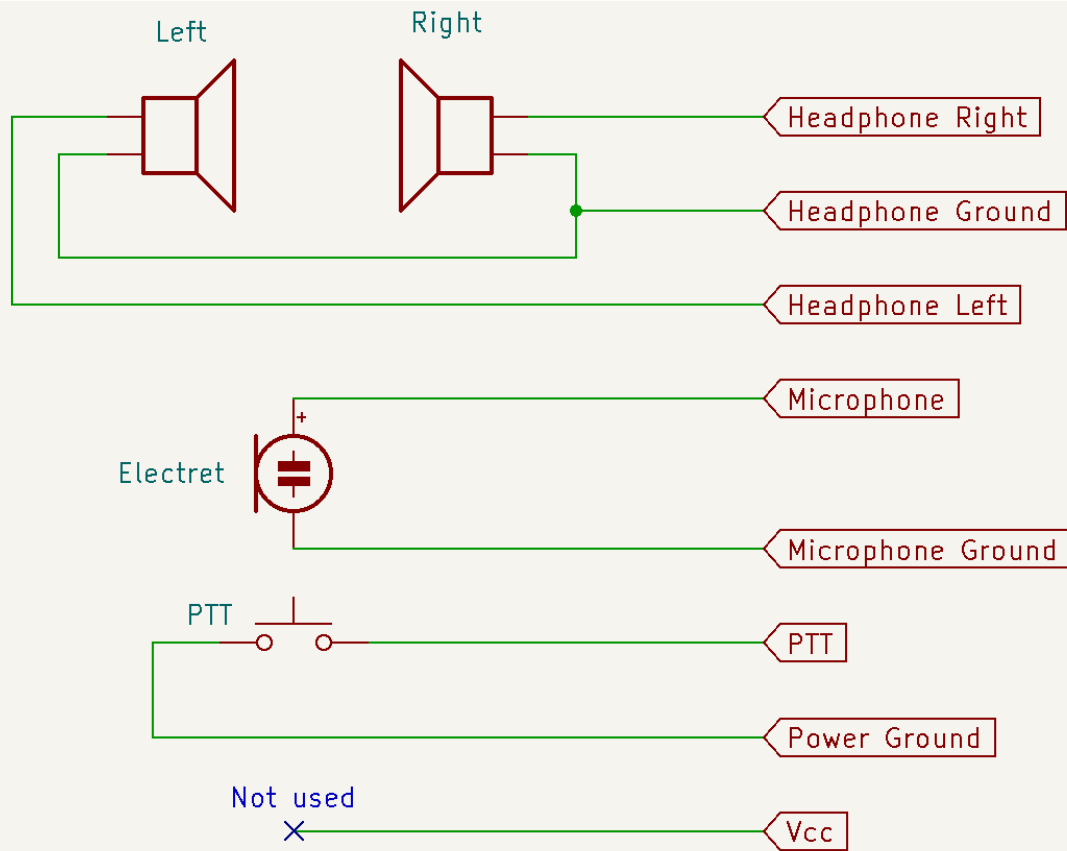 Left
Right
Headphone Right
Headphone Ground
Headphone Left
Microphone
+
Electret
Microphone Ground
PTT
PTT
Power Ground
Not used
Vcc